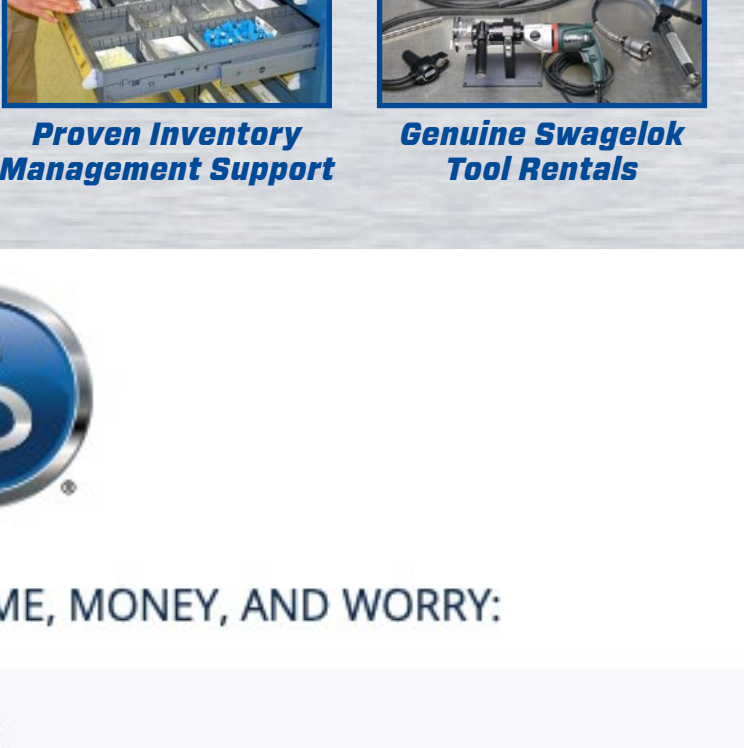 Proven Inventory
Management Support
Genuine Swagelok
Tool Rentals
®
ME, MONEY, AND WORRY: